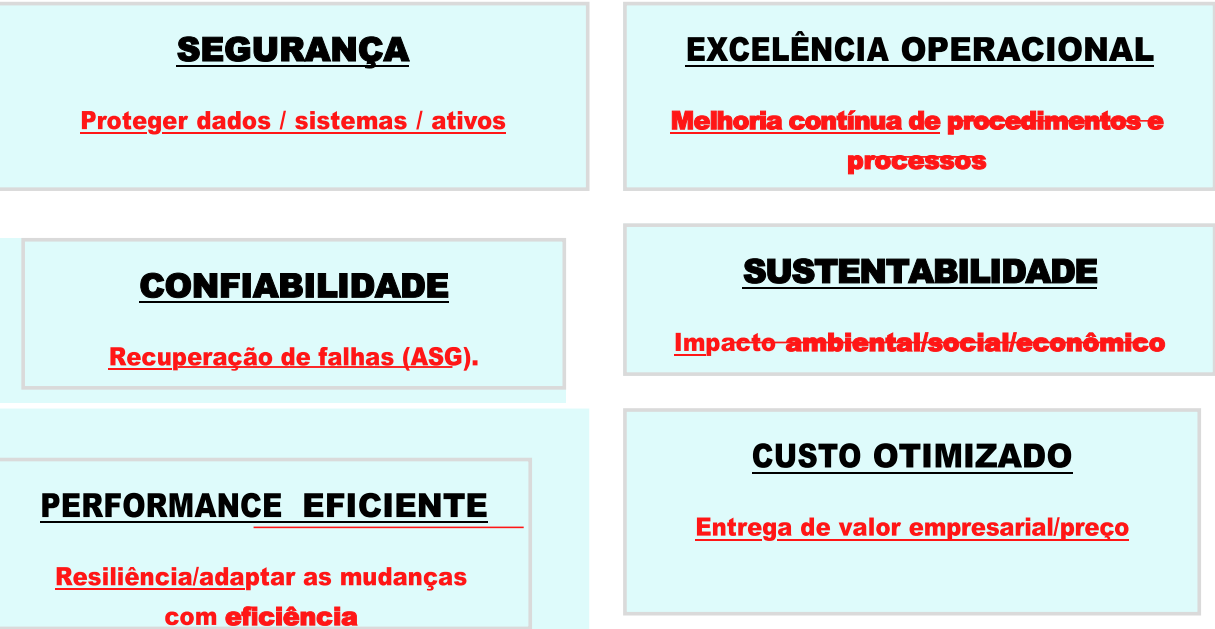 SEGURANÇA
Proteger dados / sistemas / ativos
EXCELÊNCIA OPERACIONAL
Melhoria contínua de procedimentos e
processos
CONFIABILIDADE
Recuperação de falhas (ASG).
SUSTENTABILIDADE
Impacto ambiental/social/econômico
PERFORMANCE EFICIENTE
Resiliência/adaptar as mudanças
com eficiência
CUSTO OTIMIZADO
Entrega de valor empresarial/preço